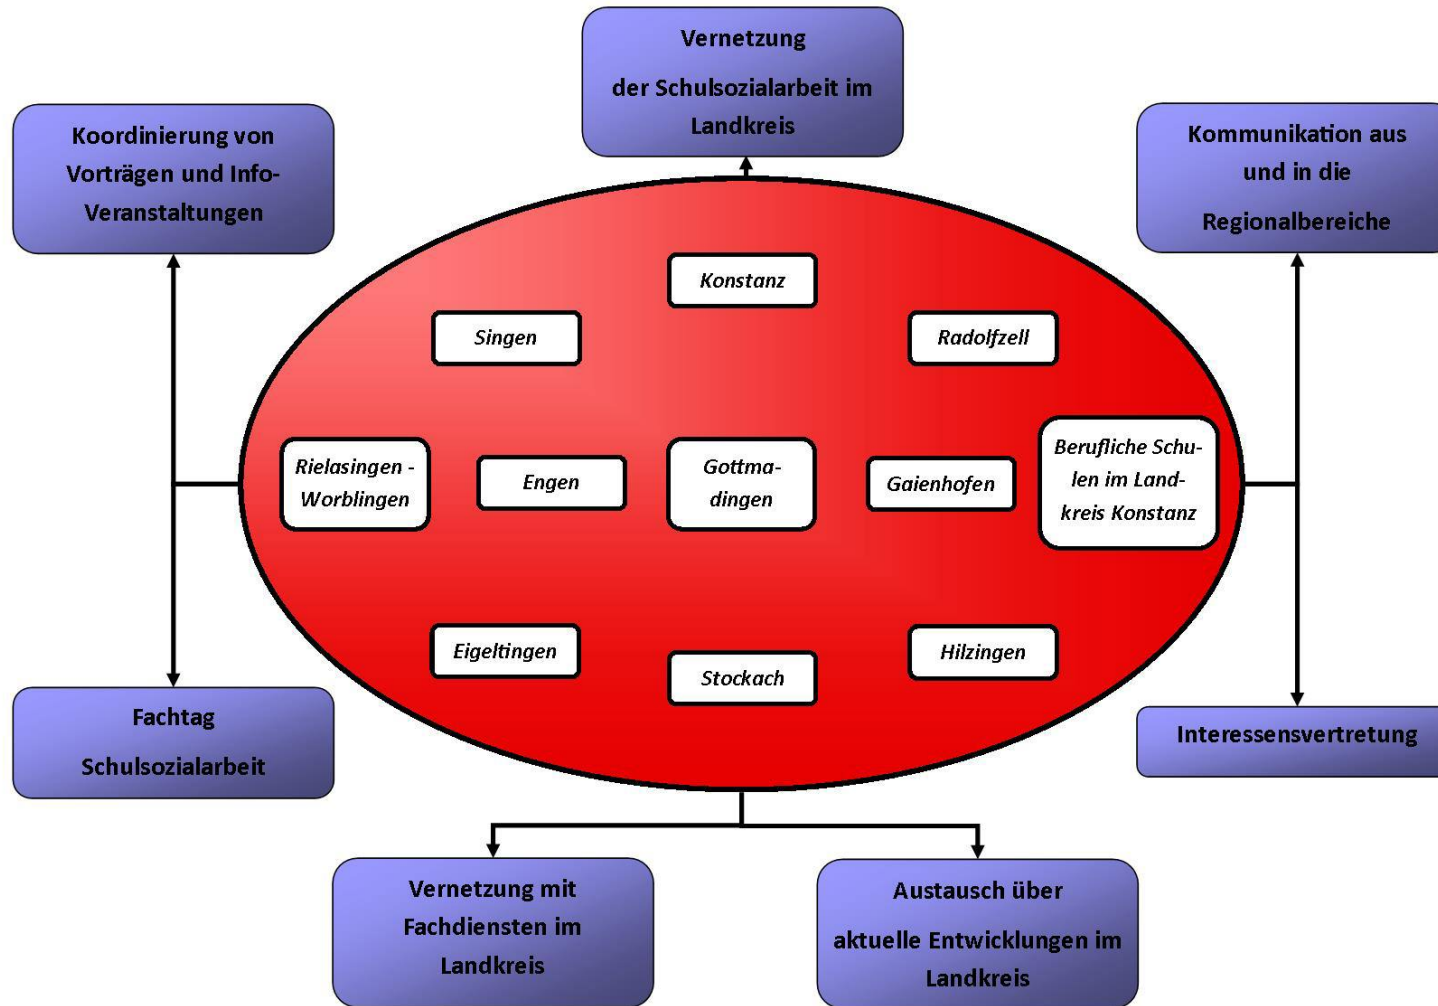 Vernetzung
der Schulsozialarbeit im
Landkreis
Koordinierung von
Vorträgen und Info-
Veranstaltungen
Kommunikation aus
und in die
Regionalbereiche
Konstanz
Singen
Radolfzell
Rielasingen -
Worblingen
Engen
Gottma-
dingen
Gaienhofen
Berufliche Schu-
len im Land-
kreis Konstanz
Eigeltingen
Stockach
Hilzingen
Fachtag
Schulsozialarbeit
Interessensvertretung
Vernetzung mit
Fachdiensten im
Landkreis
Austausch über
aktuelle Entwicklungen im
Landkreis